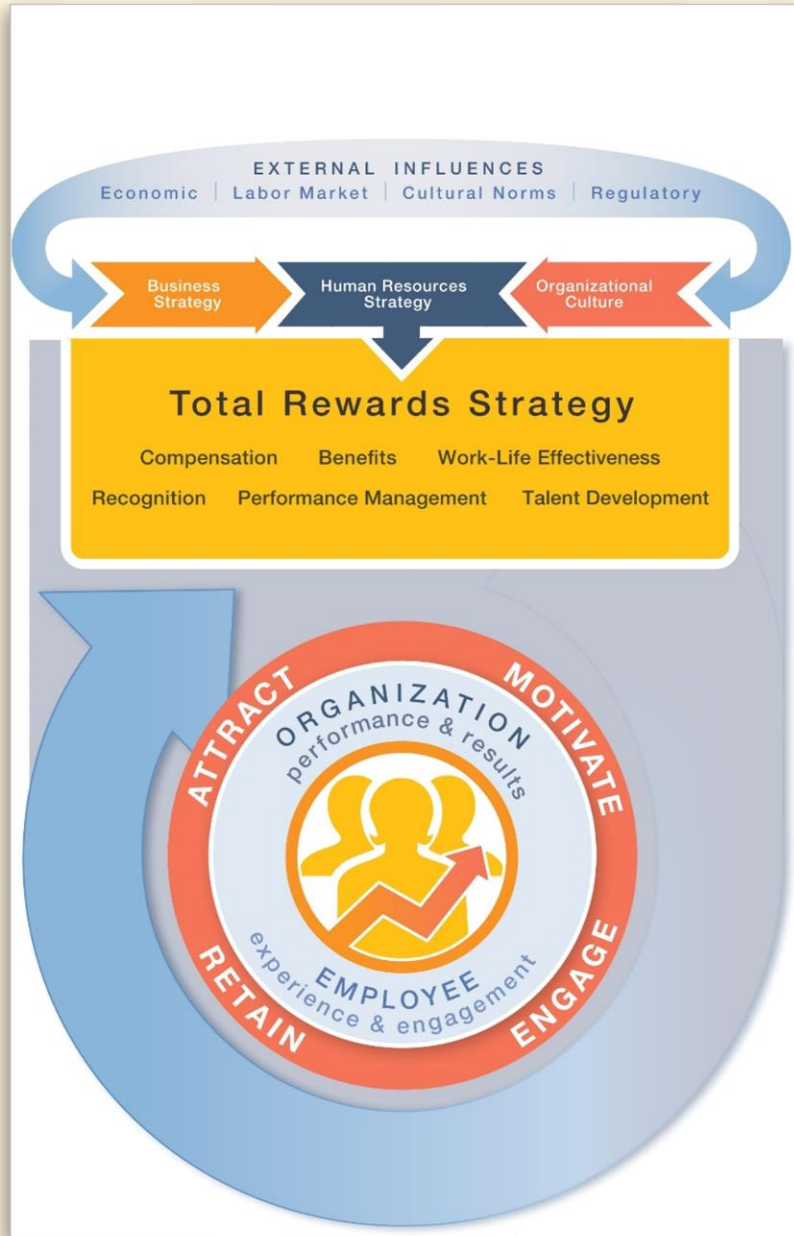 EXTERNAL INFLUENCES
Economic | Labor Market | Cultural Norms | Regulatory
Business
Strategy
Human Resources
Strategy
Organizational
Culture
Total Rewards Strategy
Compensation Benefits Work-Life Effectiveness
Recognition Performance Management Talent Development
ATTRACT
MOTIVATE
ORGANIZATION
performance & results
EMPLOYEE
experience & engagement
RETAIN
ENGAGE